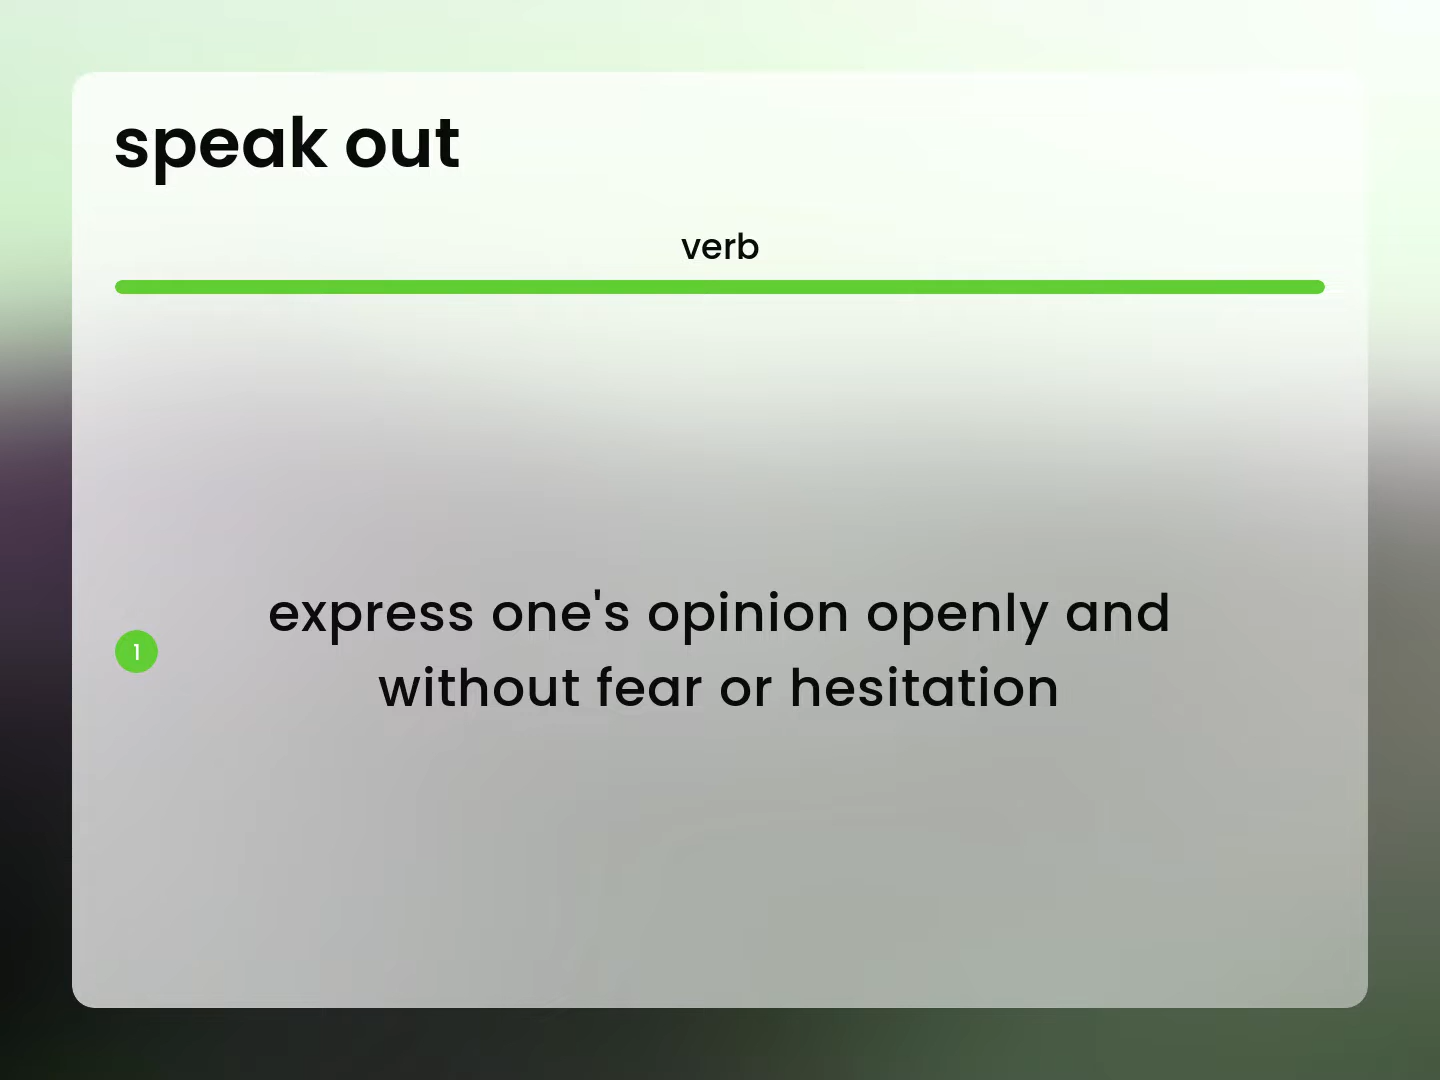 speak out
verb
1
express one's opinion openly and
without fear or hesitation